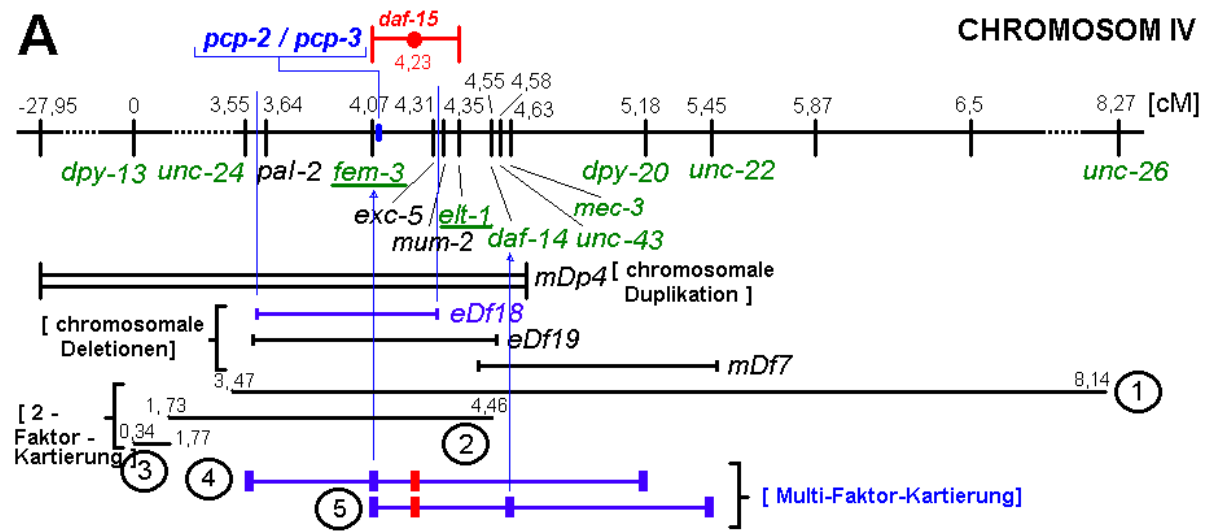 A
pcp-2 / pcp-3
daf-15
4,23
CHROMOSOM IV
-27,95 0 3,55 3,64 4,07 4,31 4,35 4,55 4,58 4,63 5,18 5,45 5,87 6,5 8,27 [cM]
dpy-13 unc-24 pal-2 fem-3 dpy-20 unc-22 unc-26
exc-5 elt-1 mec-3
mum-2 daf-14 unc-43
mDp4 [ chromosomale
Duplikation ]
[ chromosomale
Deletionen]
eDf18
eDf19
mDf7
3,47 8,14 1
[ 2 -
Faktor -
Kartierung ]
1,73 4,46 2
0,34 1,77 3
4
5
[ Multi-Faktor-Kartierung]